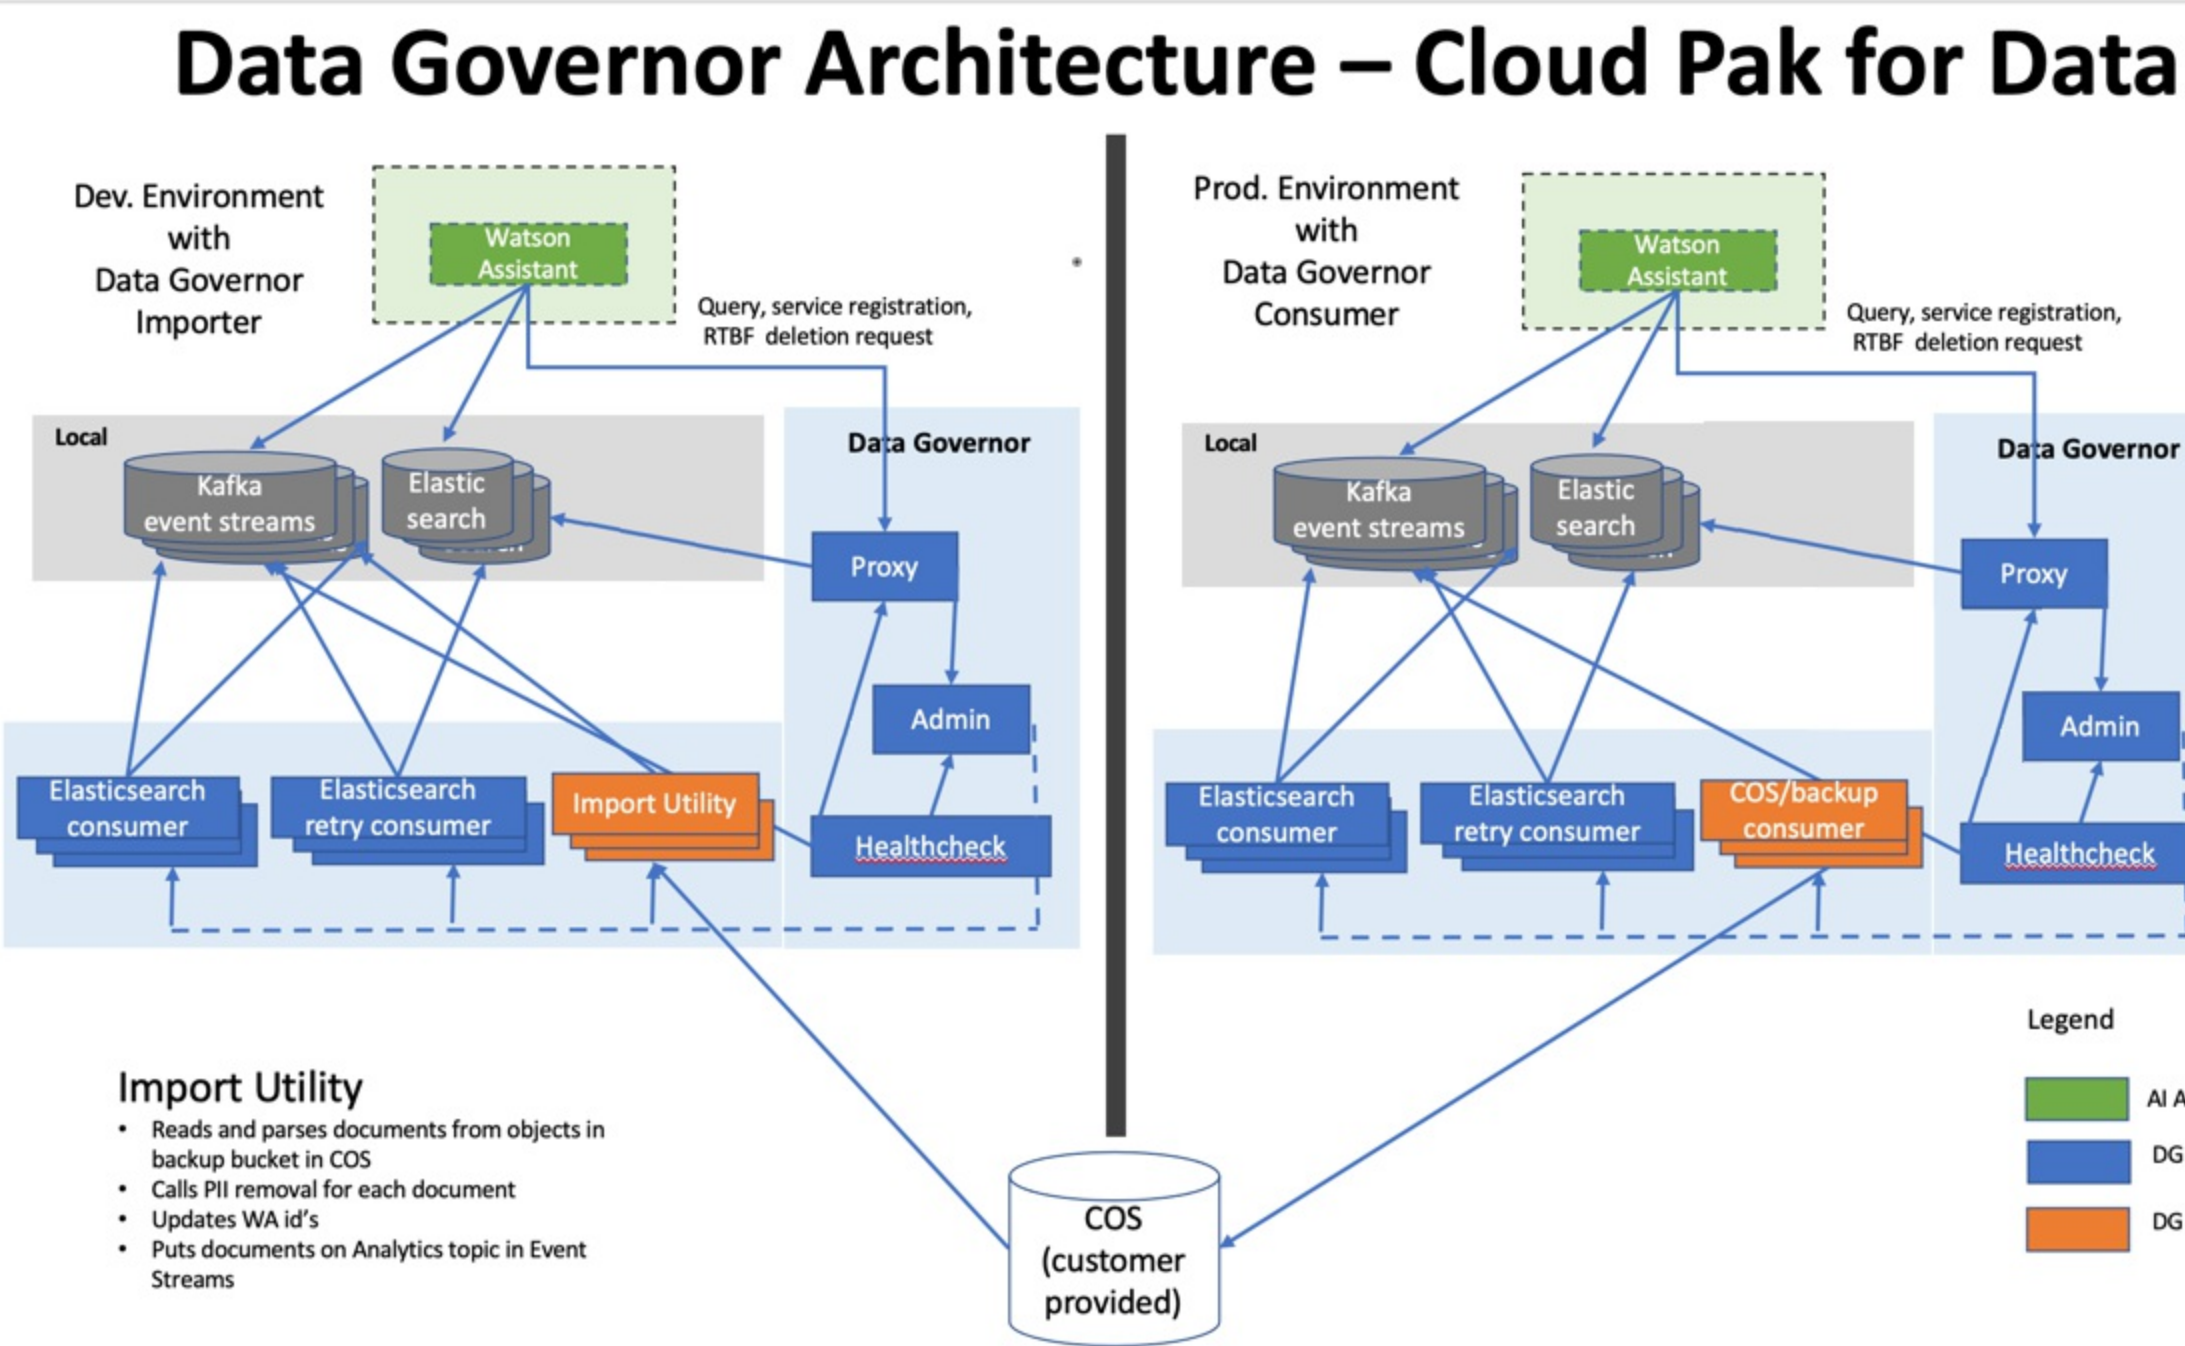 Data Governor Architecture – Cloud Pak for Data
Dev. Environment
with
Data Governor
Importer
Watson
Assistant
Query, service registration,
RTBF deletion request
Local
Kafka
event streams
Elastic
search
Data Governor
Proxy
Admin
Healthcheck
Elasticsearch
consumer
Elasticsearch
retry consumer
Import Utility
Prod. Environment
with
Data Governor
Consumer
Watson
Assistant
Query, service registration,
RTBF deletion request
Local
Kafka
event streams
Elastic
search
Data Governor
Proxy
Admin
Healthcheck
Elasticsearch
consumer
Elasticsearch
retry consumer
COS/backup
consumer
Import Utility
• Reads and parses documents from objects in
backup bucket in COS
• Calls PII removal for each document
• Updates WA id’s
• Puts documents on Analytics topic in Event
Streams
COS
(customer
provided)
Legend
AI
DG
DG